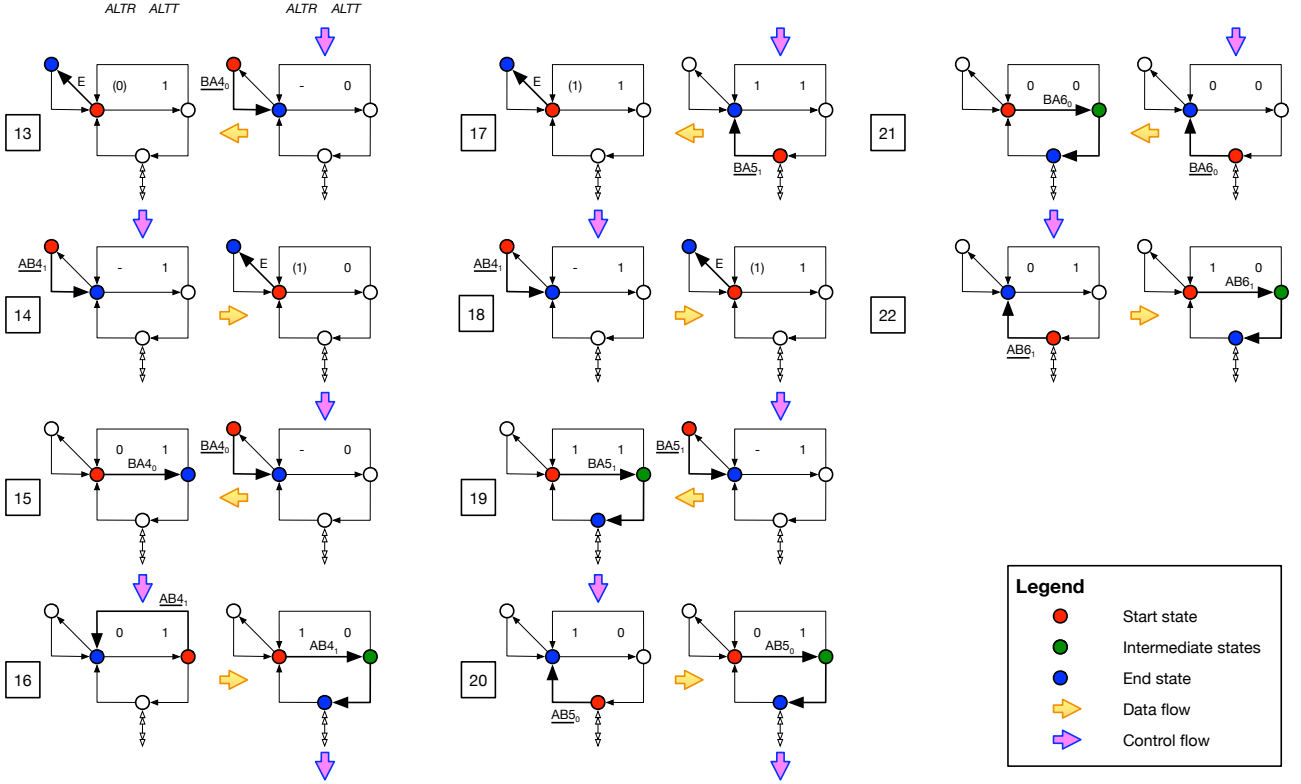 ALTR ALTT
ALTR ALTT
13
E
(0) 1
BA4₀
- 0
14
AB4₁
- 1
E
(1) 0
15
0 1
BA4₀
BA4₀
- 0
16
AB4₁
0 1
1 0
AB4₁
17
E
(1) 1
1 1
BA5₁
18
AB4₁
- 1
E
(1) 1
19
1 1
BA5₁
BA5₁
- 1
20
1 0
AB5₀
0 1
AB5₀
21
0 0
BA6₀
0 0
BA6₀
22
0 1
AB6₁
1 0
AB6₁
Legend
Start state
Intermediate states
End state
Data flow
Control flow